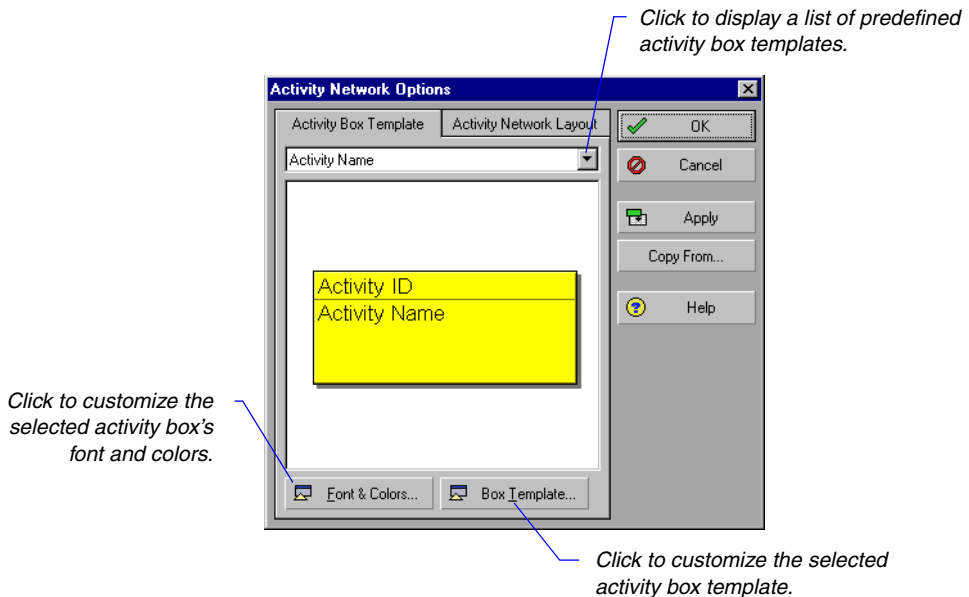 Click to display a list of predefined
activity box templates.
Activity Network Options
Activity Box Template
Activity Network Layout
OK
Activity Name
Cancel
Apply
Copy From...
Activity ID
Activity Name
Help
Click to customize the
selected activity box's
font and colors.
Font & Colors...
Box Template...
Click to customize the selected
activity box template.